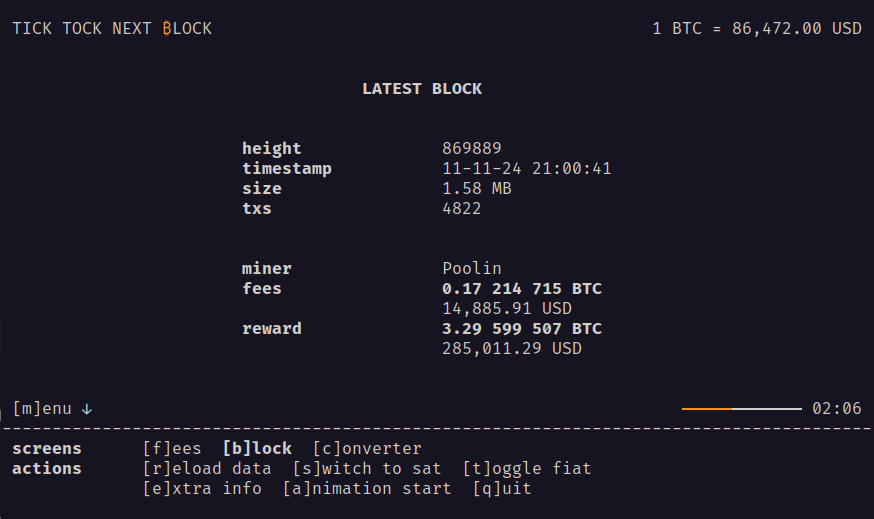 TICK TOCK NEXT ₿LOCK 1 BTC = 86,472.00 USD
LATEST BLOCK
height 869889
timestamp 11-11-24 21:00:41
size 1.58 MB
txs 4822
miner Poolin
fees 0.17 214 715 BTC
14,885.91 USD
reward 3.29 599 507 BTC
285,011.29 USD
[m]enu ↓ 02:06
screens [f]ees [b]lock [c]onverter
actions [r]eload data [s]witch to sat [t]oggle fiat
[e]xtra info [a]nimation start [q]uit